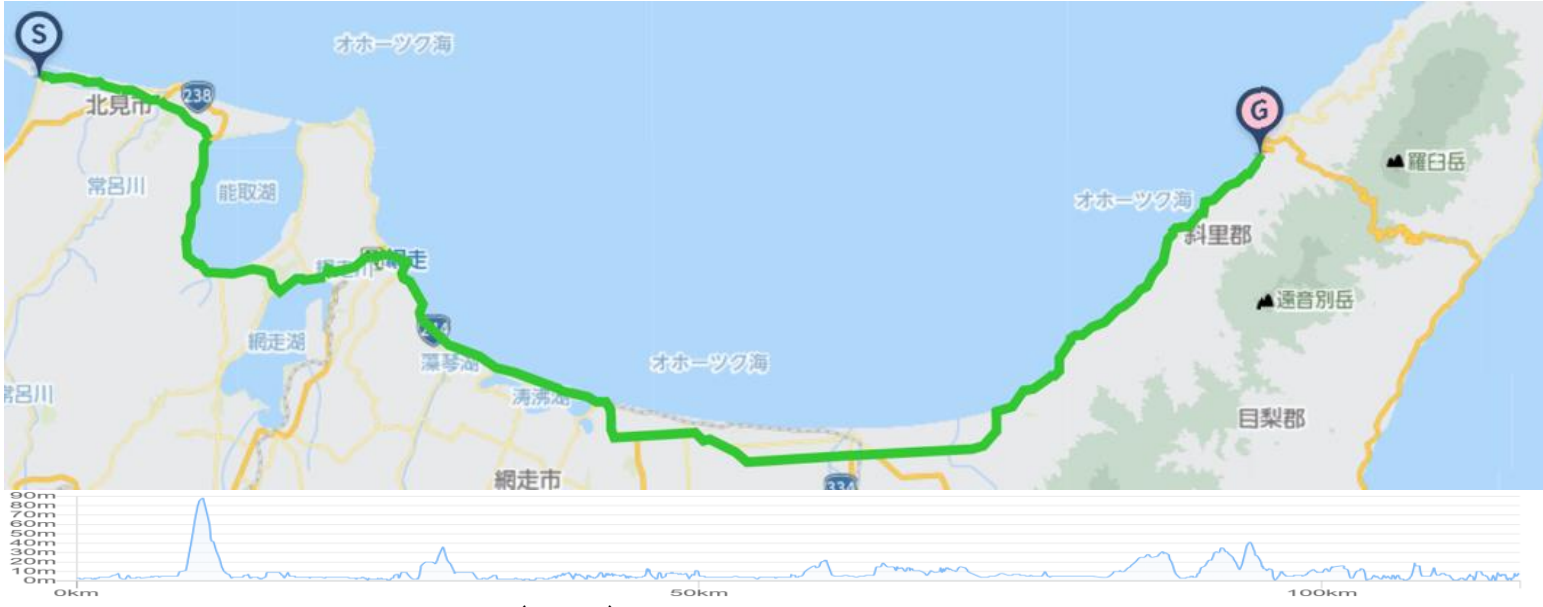 S
オホーツク海
北見市
238
G
常呂川
能取湖
羅臼岳
オホーツク海
斜里郡
網走
遠音別岳
網走湖
藻琴湖
オホーツク海
常呂川
濤沸湖
目梨郡
網走市
334
90m
80m
70m
60m
50m
40m
30m
20m
10m
0m
0km
50km
100km